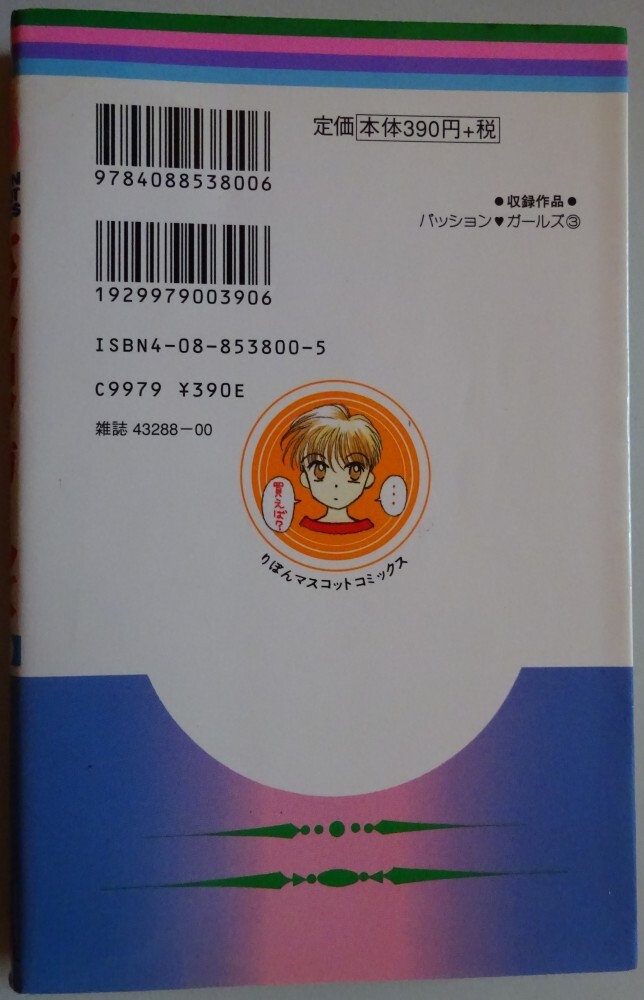 9784088538006
定価 本体390円+税
●収録作品●
パッション♥ガールズ③
1929979003906
ISBN4-08-853800-5
C9979 ¥390E
雑誌 43288-00
買えば?
・・・
りぼんマスコットコミックス